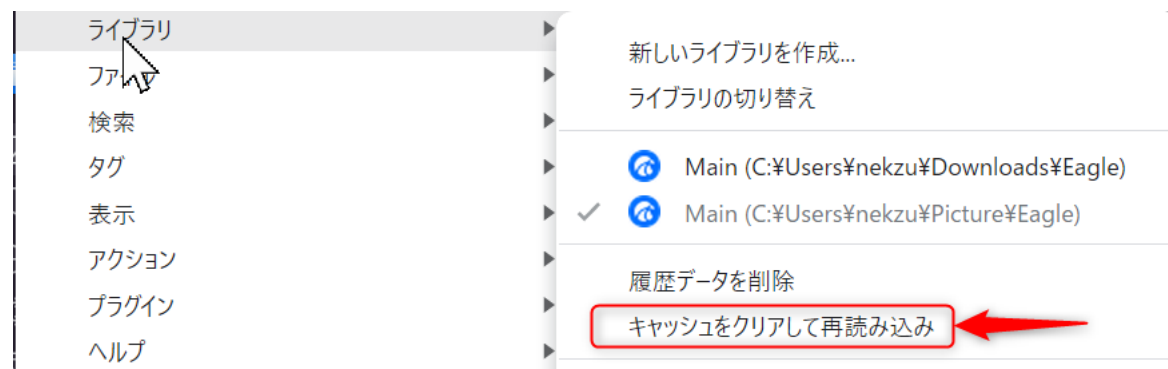 ライブラリ
検索
タグ
表示
アクション
プラグイン
ヘルプ
新しいライブラリを作成...
ライブラリの切り替え
Main (C:¥Users¥nekzu¥Downloads¥Eagle)
Main (C:¥Users¥nekzu¥Picture¥Eagle)
履歴データを削除
キャッシュをクリアして再読み込み